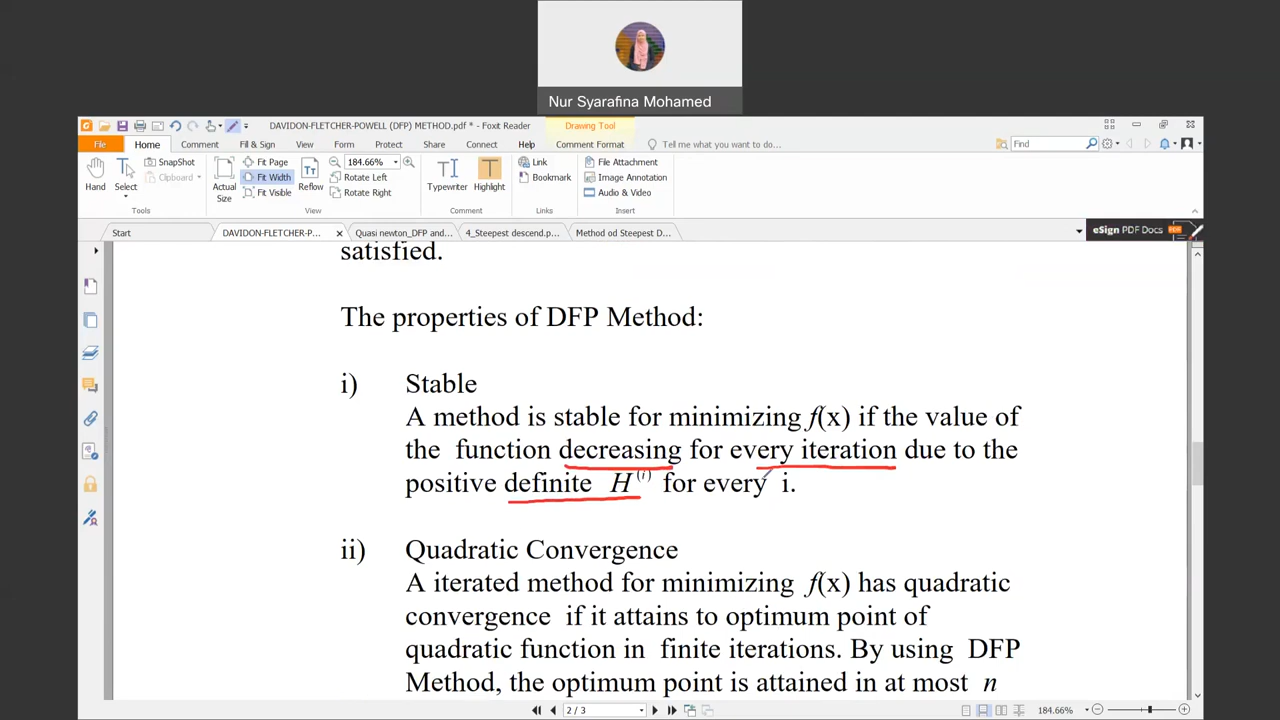 Nur Syarafina Mohamed
DAVIDON-FLETCHER-POWELL (DFP) METHOD.pdf * - Foxit Reader
Drawing Tool
File Home Comment View Form Protect Share Connect Help Comment Format Tell me what you want to do... Find
Fill & Sign
Hand
Select
SnapShot
Clipboard
Tools
Actual
Size
Fit Page
Fit Width
Fit Visible
Reflow
184.66%
Rotate Left
Rotate Right
View
Typewriter
Highlight
Comment
Link
Bookmark
Links
File Attachment
Image Annotation
Audio & Video
Insert
Start
DAVIDON-FLETCHER-P...
Quasi newton_DFP and...
4_Steepest descend.p...
Method od Steepest D...
eSign PDF Docs
satisfied.
The properties of DFP Method:
i) Stable
A method is stable for minimizing f(x) if the value of
the function decreasing for every iteration due to the
positive definite H^(i) for every i.
ii) Quadratic Convergence
A iterated method for minimizing f(x) has quadratic
convergence if it attains to optimum point of
quadratic function in finite iterations. By using DFP
Method, the optimum point is attained in at most n
2 / 3
184.66%